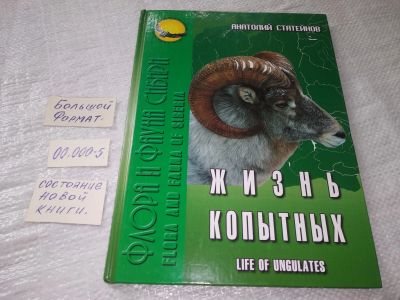 Большой
Формат.
00.000-5
состояние
новой
книги.
ФЛОРА И ФАУНА СИБИРИ
FLORA AND FAUNA OF SIBERIA
АНАТОЛИЙ СТАТЕЙНОВ
ЖИЗНЬ
КОПЫТНЫХ
LIFE OF UNGULATES